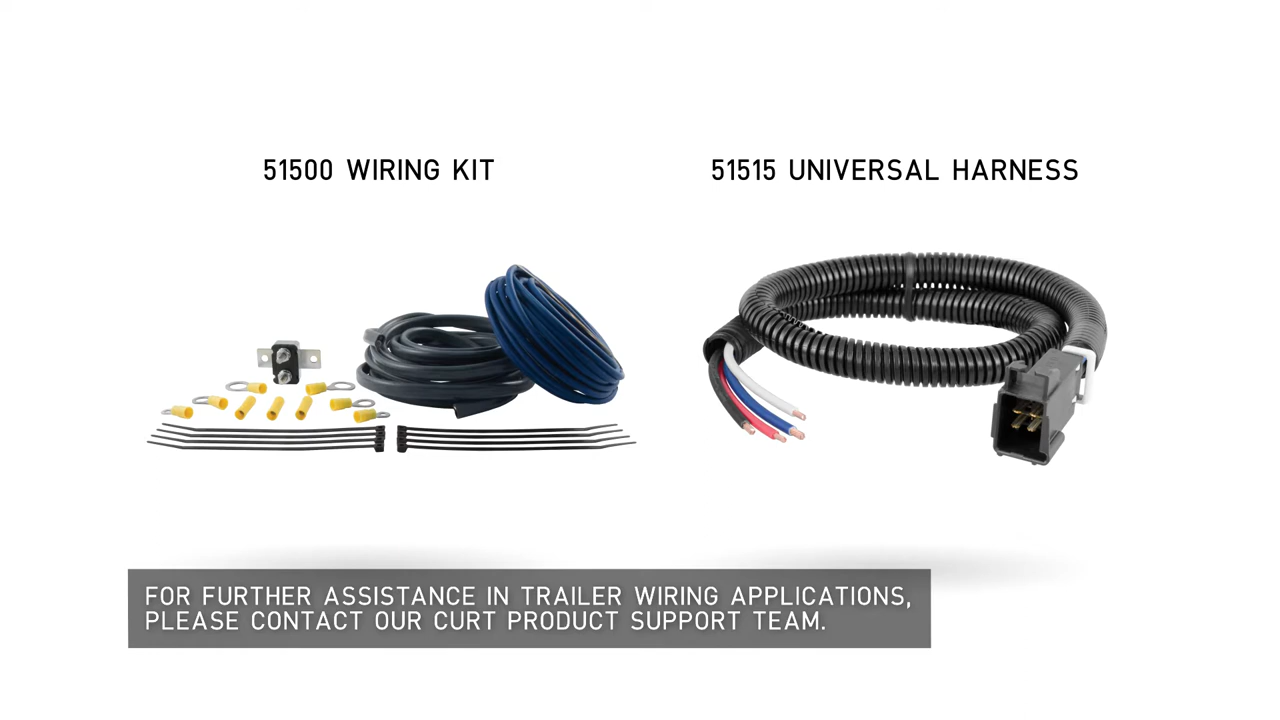 51500 WIRING KIT
51515 UNIVERSAL HARNESS
FOR FURTHER ASSISTANCE IN TRAILER WIRING APPLICATIONS,
PLEASE CONTACT OUR CURT PRODUCT SUPPORT TEAM.